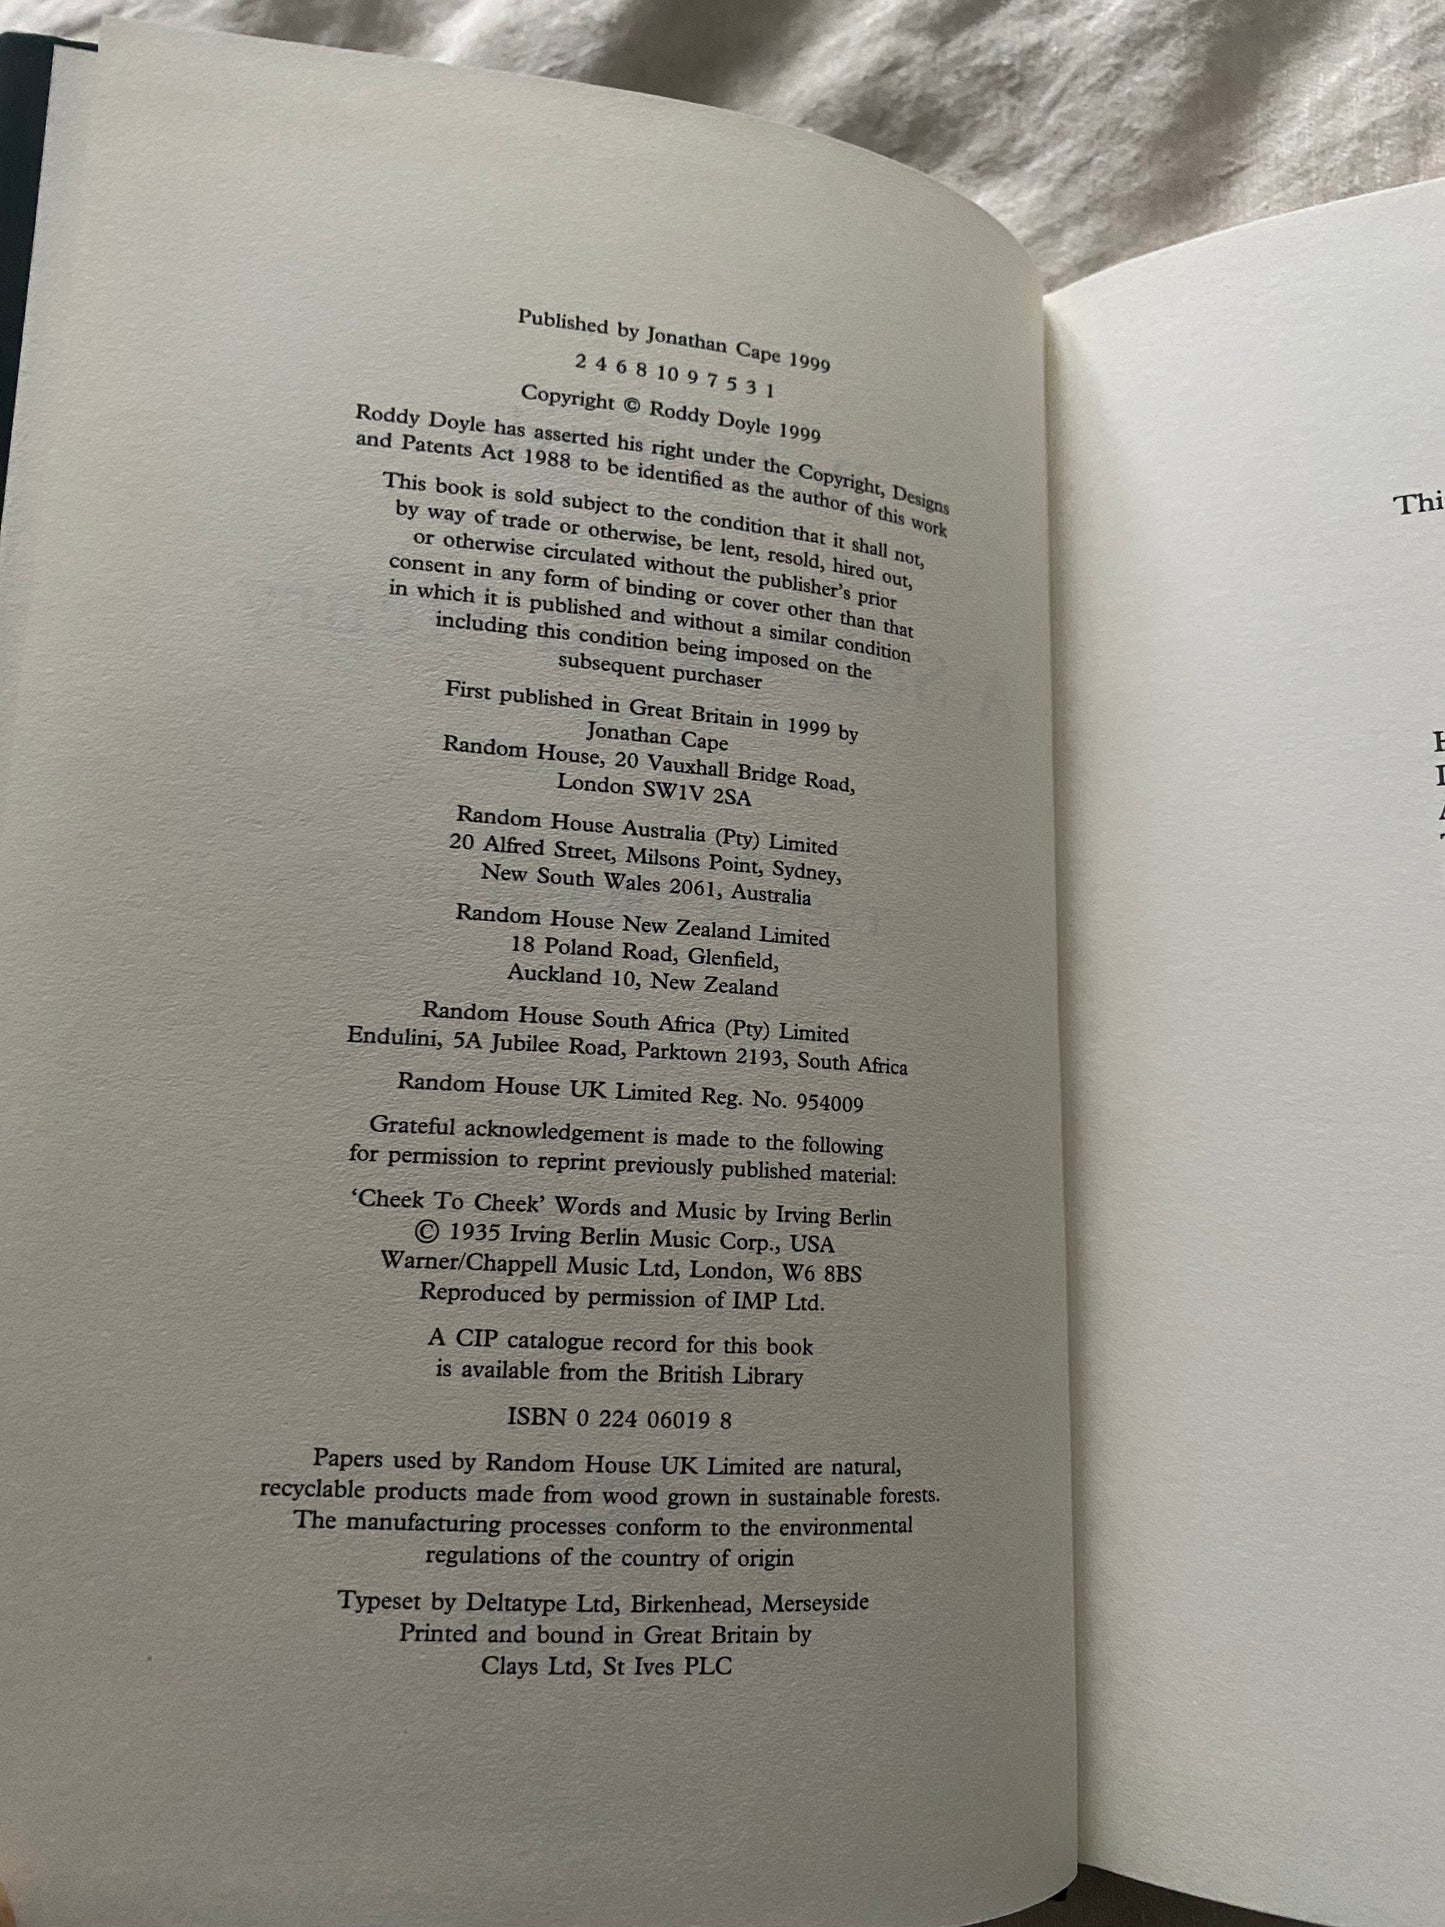 Published by Jonathan Cape 1999
2 4 6 8 10 9 7 5 3 1
Copyright © Roddy Doyle 1999
Roddy Doyle has asserted his right under the Copyright, Designs
and Patents Act 1988 to be identified as the author of this work
This book is sold subject to the condition that it shall not,
by way of trade or otherwise, be lent, resold, hired out,
or otherwise circulated without the publisher's prior
consent in any form of binding or cover other than that
in which it is published and without a similar condition
including this condition being imposed on the
subsequent purchaser
First published in Great Britain in 1999 by
Jonathan Cape
Random House, 20 Vauxhall Bridge Road,
London SW1V 2SA
Random House Australia (Pty) Limited
20 Alfred Street, Milsons Point, Sydney,
New South Wales 2061, Australia
Random House New Zealand Limited
18 Poland Road, Glenfield,
Auckland 10, New Zealand
Random House South Africa (Pty) Limited
Endulini, 5A Jubilee Road, Parktown 2193, South Africa
Random House UK Limited Reg. No. 954009
Grateful acknowledgement is made to the following
for permission to reprint previously published material:
‘Cheek To Cheek’ Words and Music by Irving Berlin
© 1935 Irving Berlin Music Corp., USA
Warner/Chappell Music Ltd, London, W6 8BS
Reproduced by permission of IMP Ltd.
A CIP catalogue record for this book
is available from the British Library
ISBN 0 224 06019 8
Papers used by Random House UK Limited are natural,
recyclable products made from wood grown in sustainable forests.
The manufacturing processes conform to the environmental
regulations of the country of origin
Typeset by Deltatype Ltd, Birkenhead, Merseyside
Printed and bound in Great Britain by
Clays Ltd, St Ives PLC
Thi